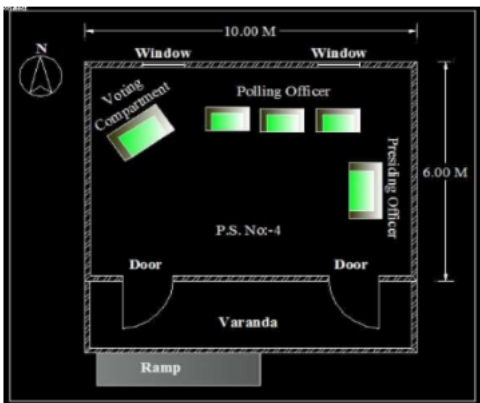 10.00 M
N
Window
Window
Voting
Compartment
Polling Officer
Presiding Officer
6.00 M
P.S. No:-4
Door
Door
Varanda
Ramp